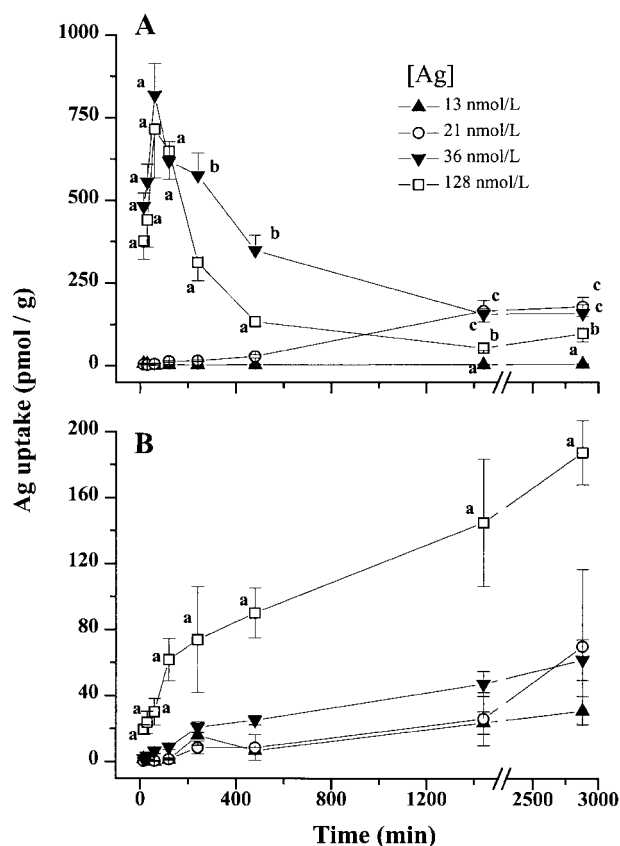 A
1000
750
500
250
0
[Ag]
13 nmol/L
21 nmol/L
36 nmol/L
128 nmol/L
a
a
a
a
a
a
a
a
a
b
a
b
a
c
c
b
a
c
c
b
a
Ag uptake (pmol / g)
B
200
160
120
80
40
0
a
a
a
a
a
a
a
a
0
400
800
1200
2500
3000
Time (min)